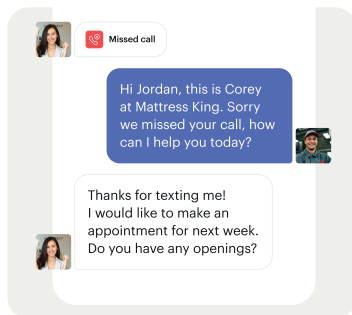 Missed call
Hi Jordan, this is Corey
at Mattress King. Sorry
we missed your call, how
can I help you today?
Thanks for texting me!
I would like to make an
appointment for next week.
Do you have any openings?